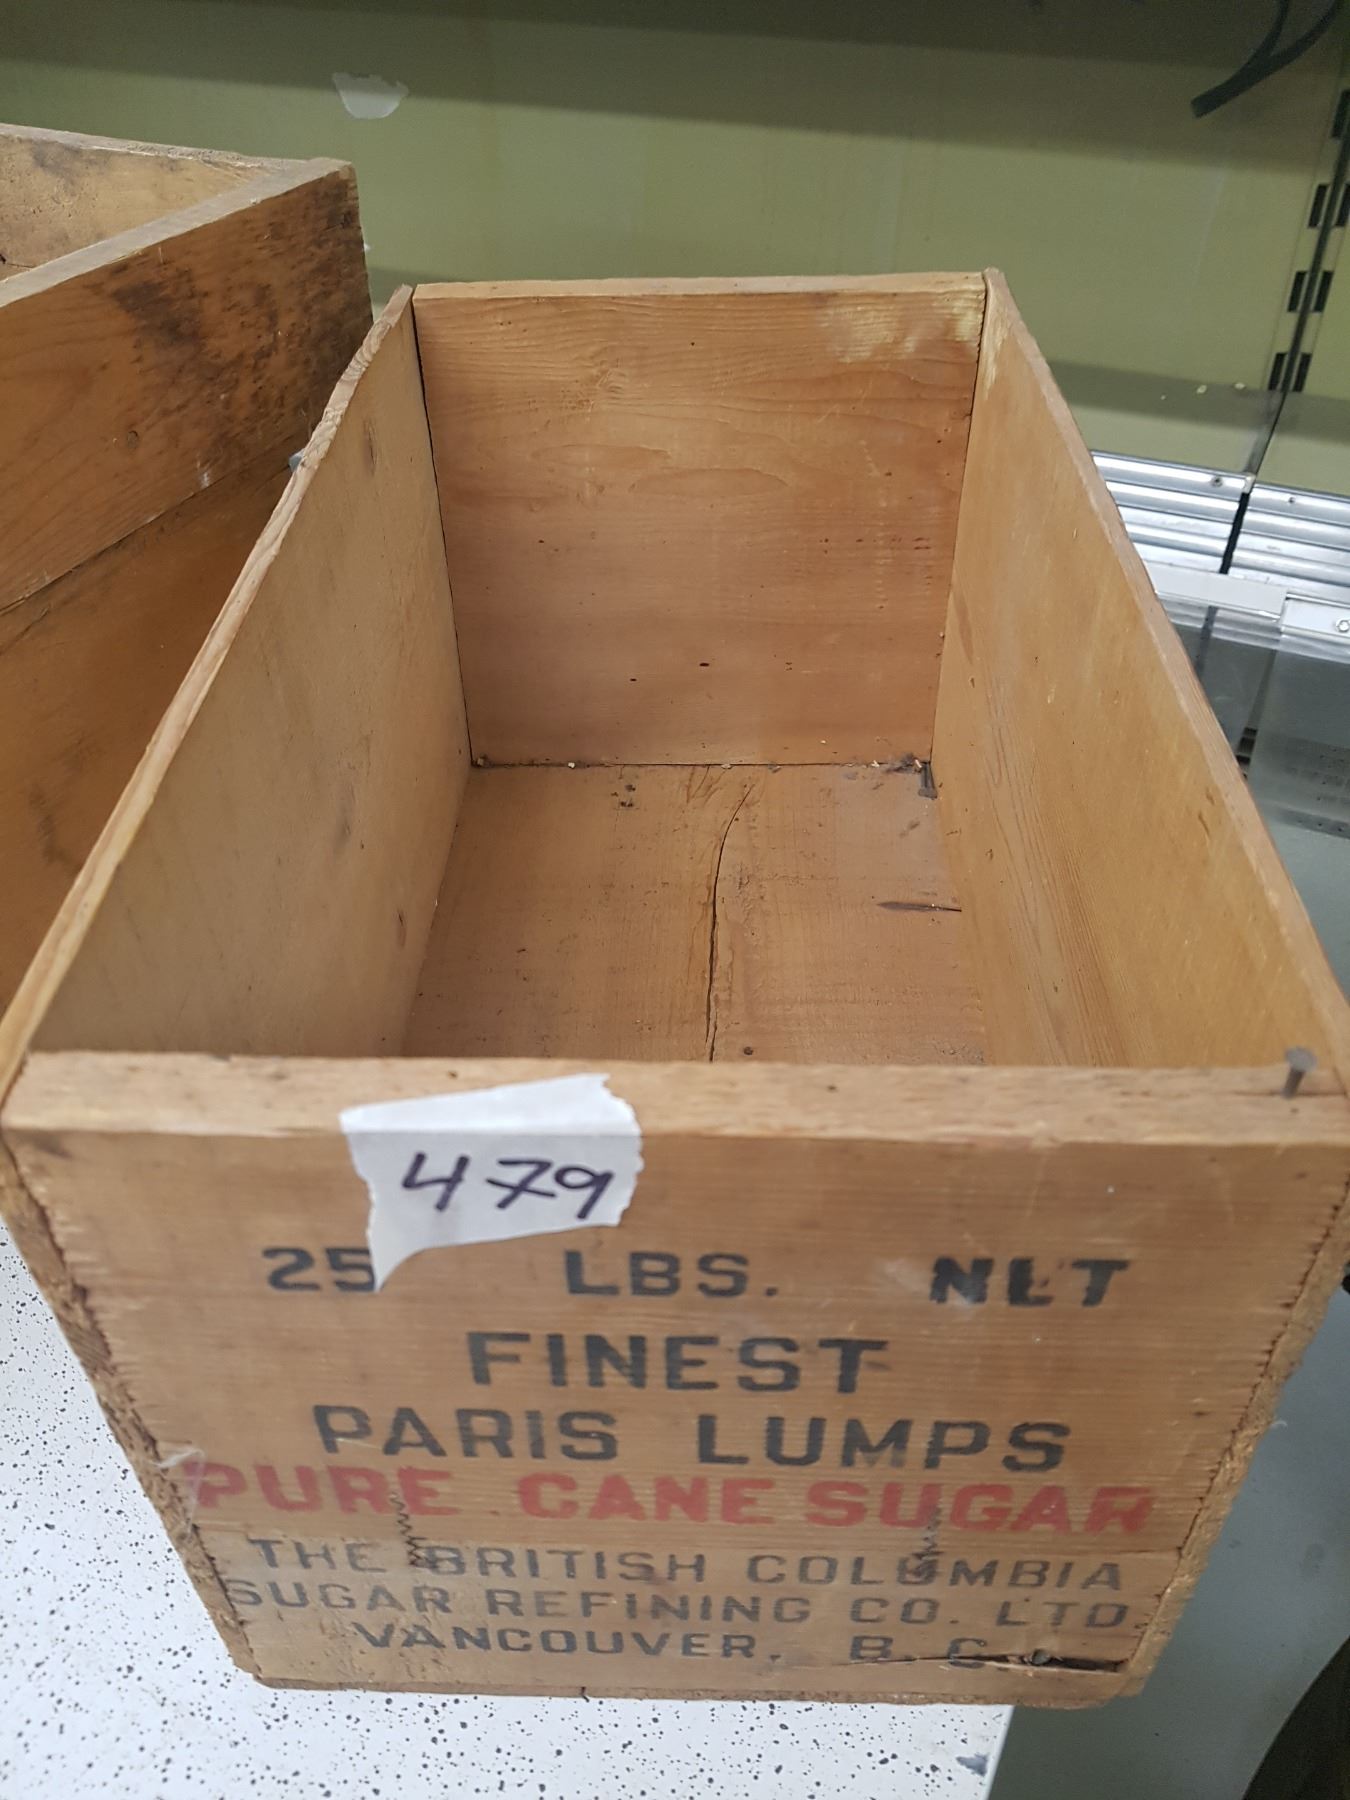 479
25 LBS. NET
FINEST
PARIS LUMPS
PURE CANE SUGAR
THE BRITISH COLUMBIA
SUGAR REFINING CO. LTD
VANCOUVER, B.C.